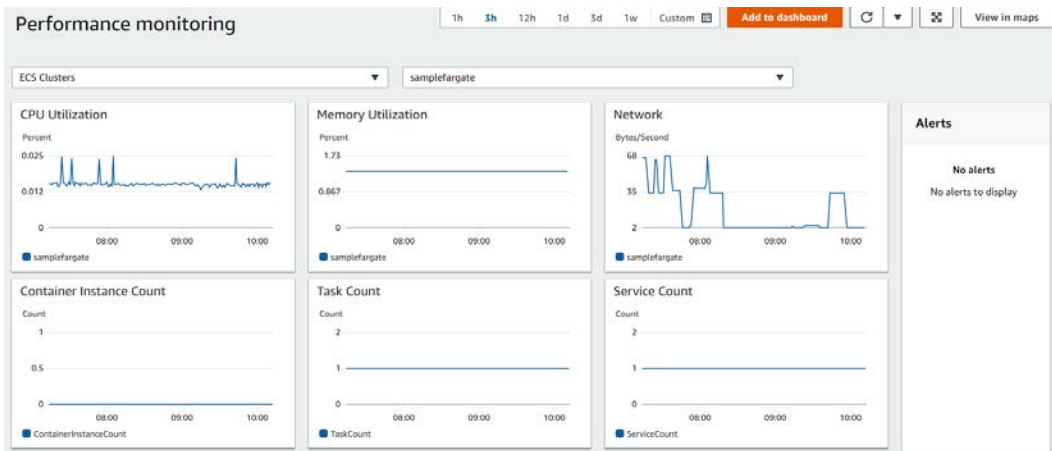 Performance monitoring
1h 3h 12h 1d 3d 1w Custom
Add to dashboard
View in maps
ECS Clusters
samplefargate
CPU Utilization
Percent
0.025
0.012
0
08:00 09:00 10:00
samplefargate
Memory Utilization
Percent
1.73
0.867
0
08:00 09:00 10:00
samplefargate
Network
Bytes/Second
68
35
2
08:00 09:00 10:00
samplefargate
Alerts
No alerts
No alerts to display
Container Instance Count
Count
1
0.5
0
08:00 09:00 10:00
ContainerInstanceCount
Task Count
Count
2
1
0
08:00 09:00 10:00
TaskCount
Service Count
Count
2
1
0
08:00 09:00 10:00
ServiceCount